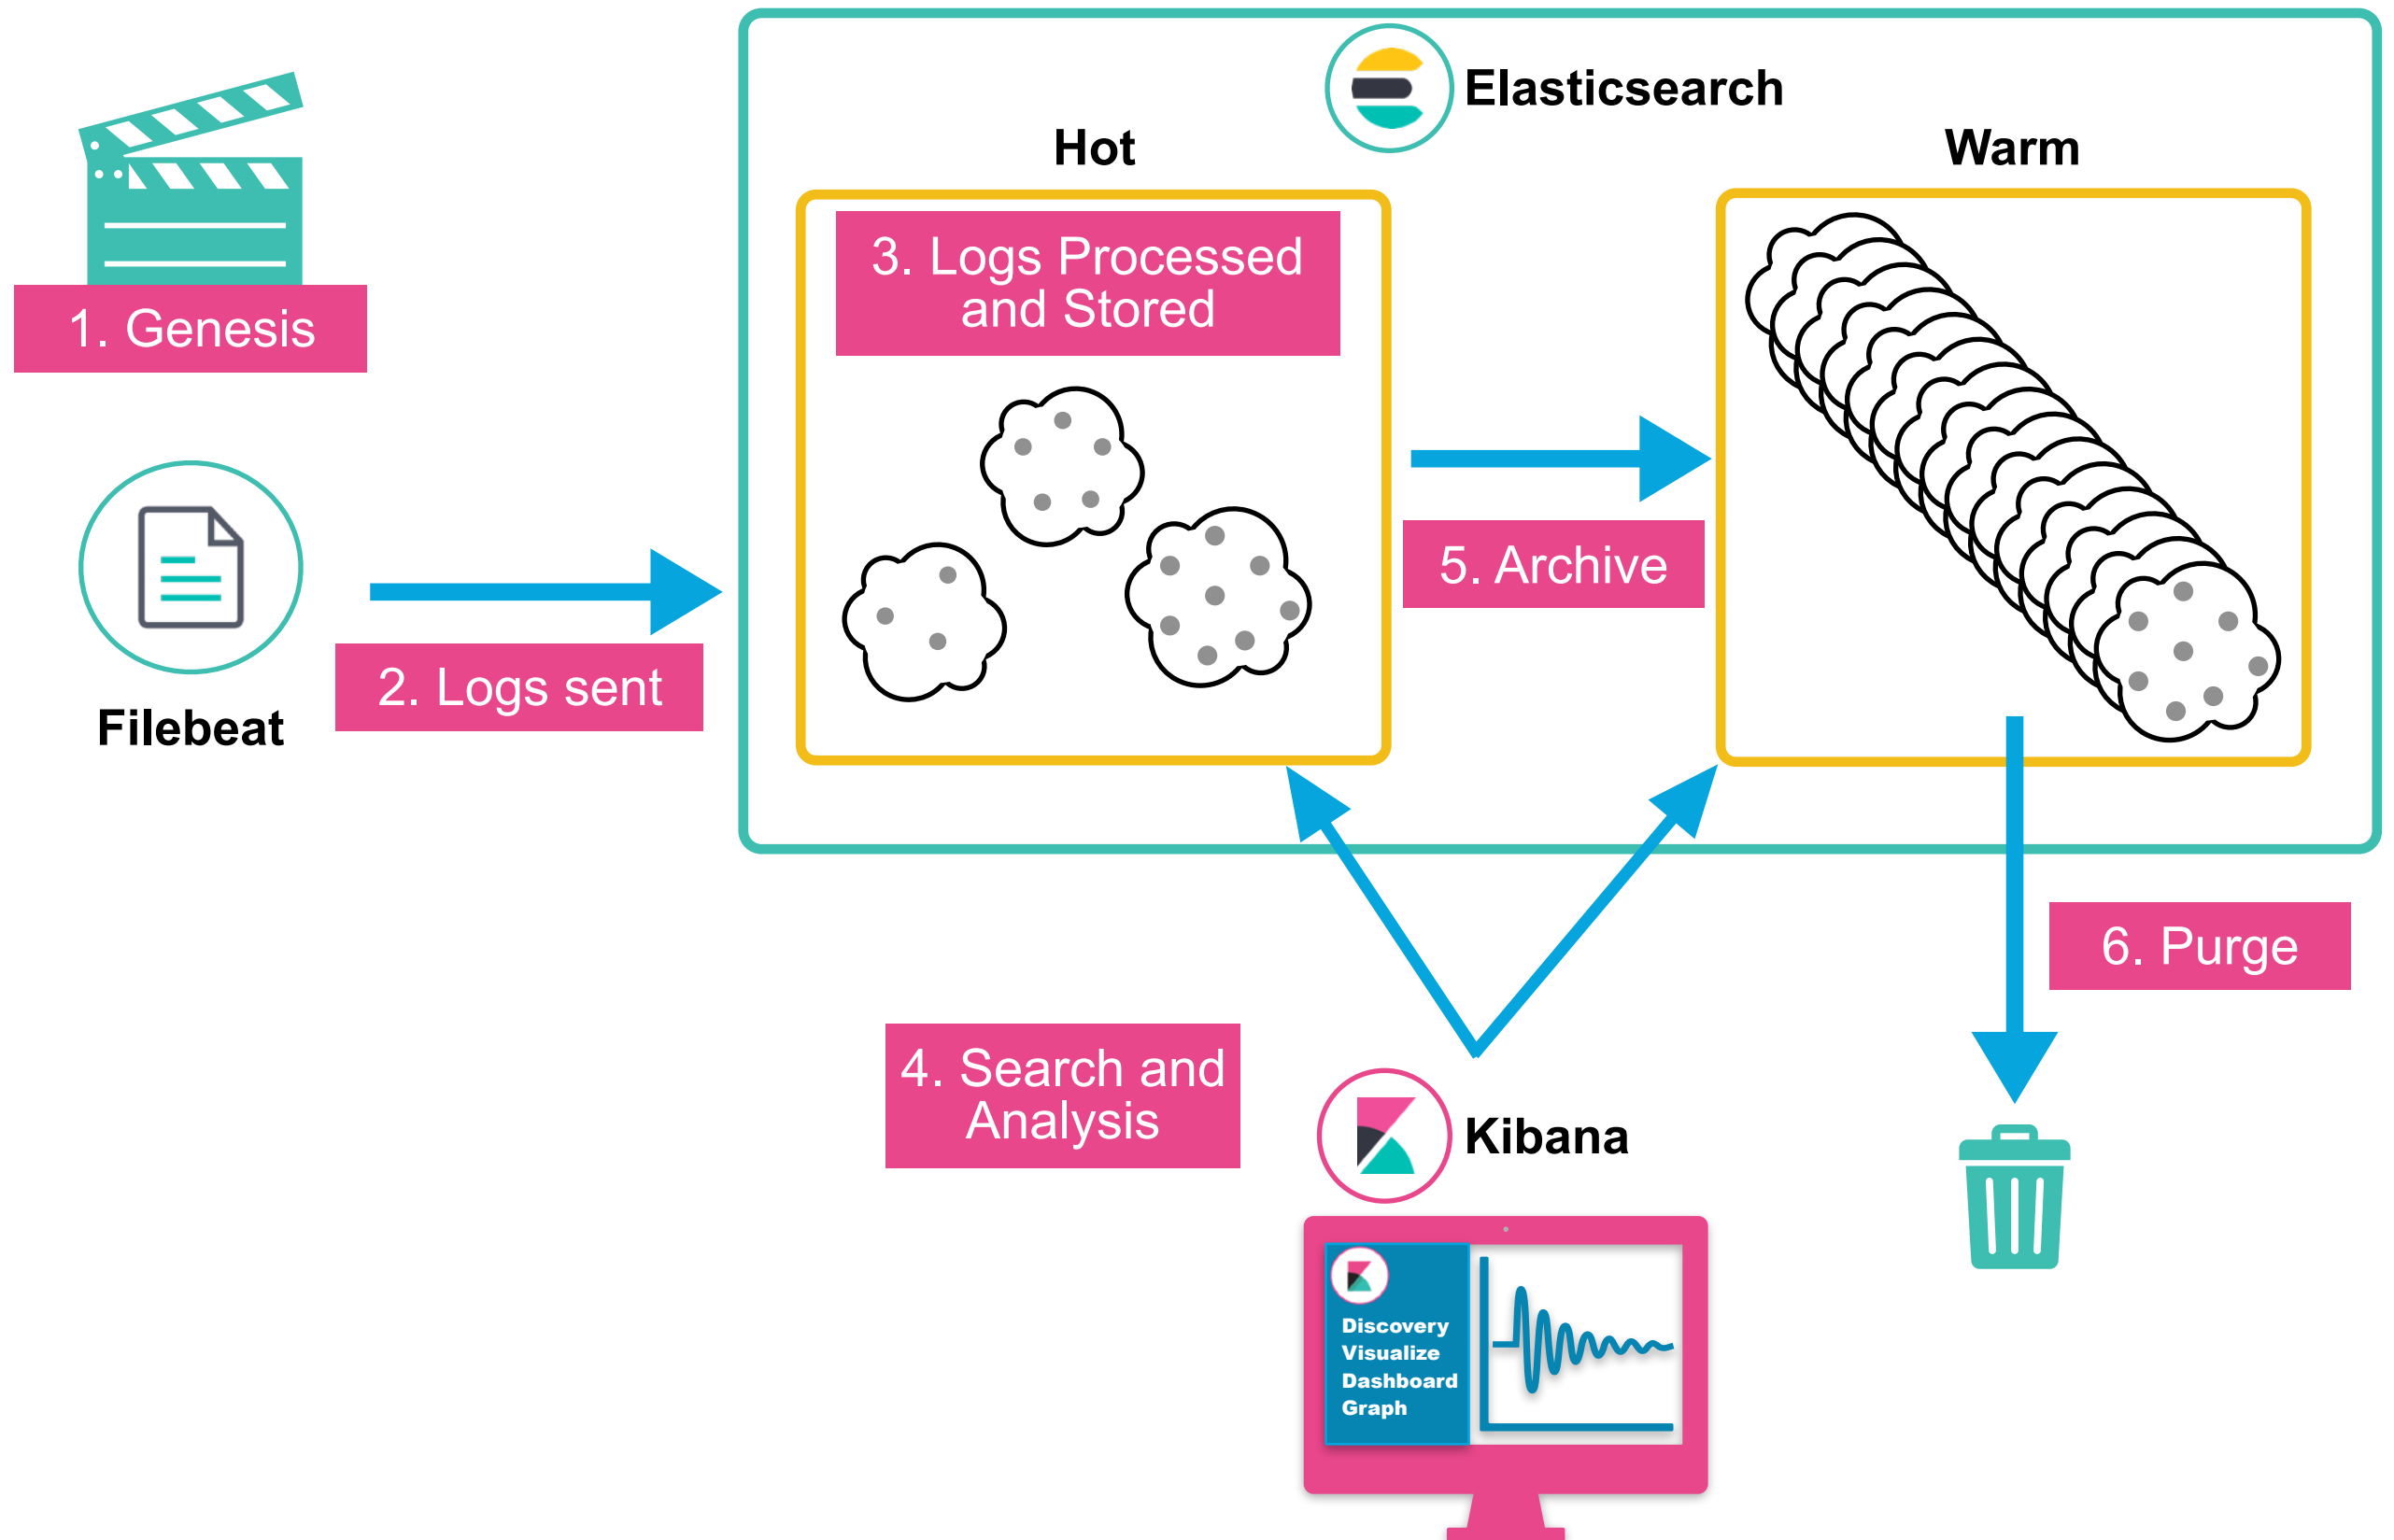 Elasticsearch
Hot
Warm
1. Genesis
3. Logs Processed
and Stored
Filebeat
2. Logs sent
5. Archive
6. Purge
4. Search and
Analysis
Kibana
Discovery
Visualize
Dashboard
Graph